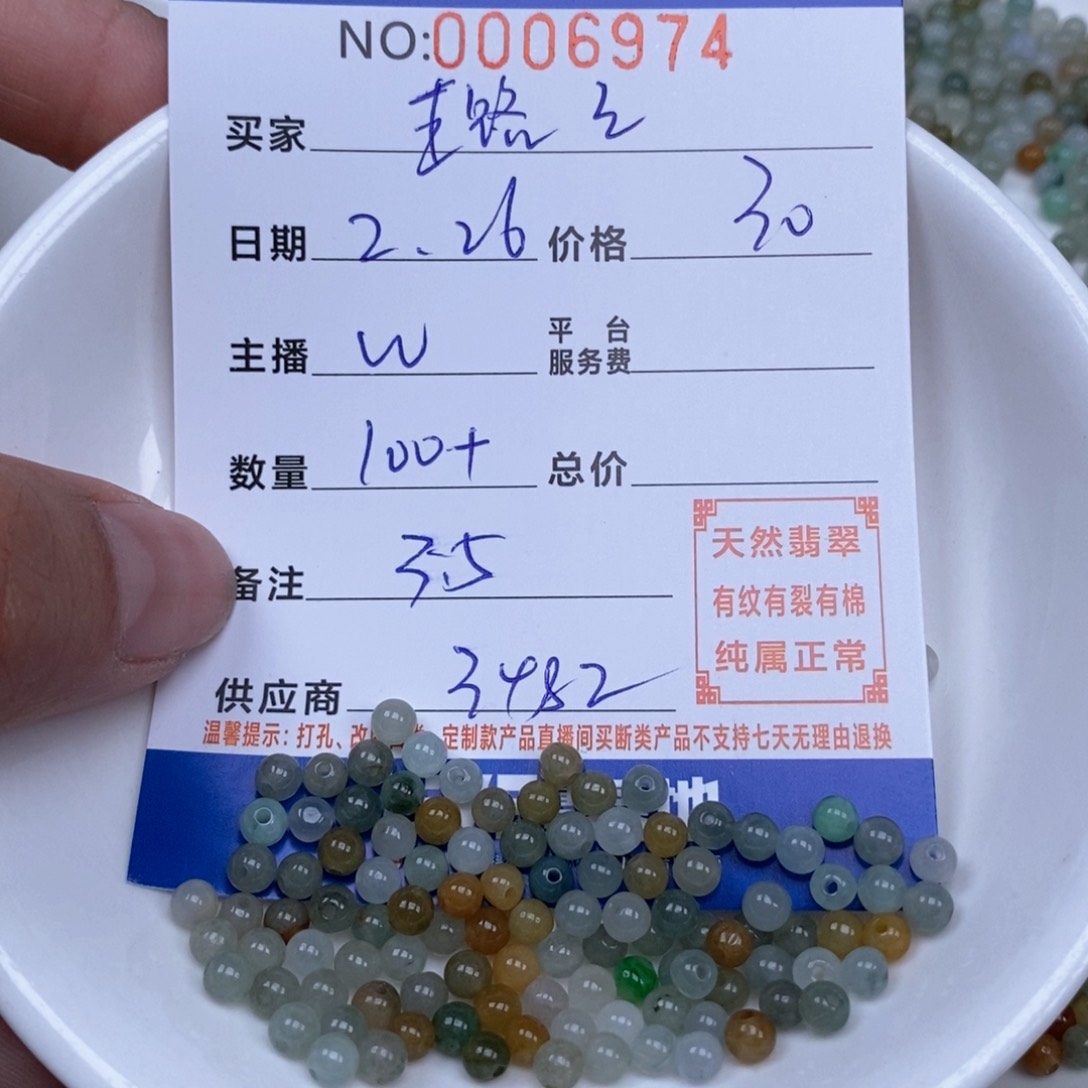 NO:0006974
买家 走路
日期 2.26 价格 30
主播 W 平台服务费
数量 100+ 总价
备注 3.5
天然翡翠
有纹有裂有棉
纯属正常
供应商 3482
温馨提示：打孔、改 定制款产品直播间买断类产品不支持七天无理由退换
地